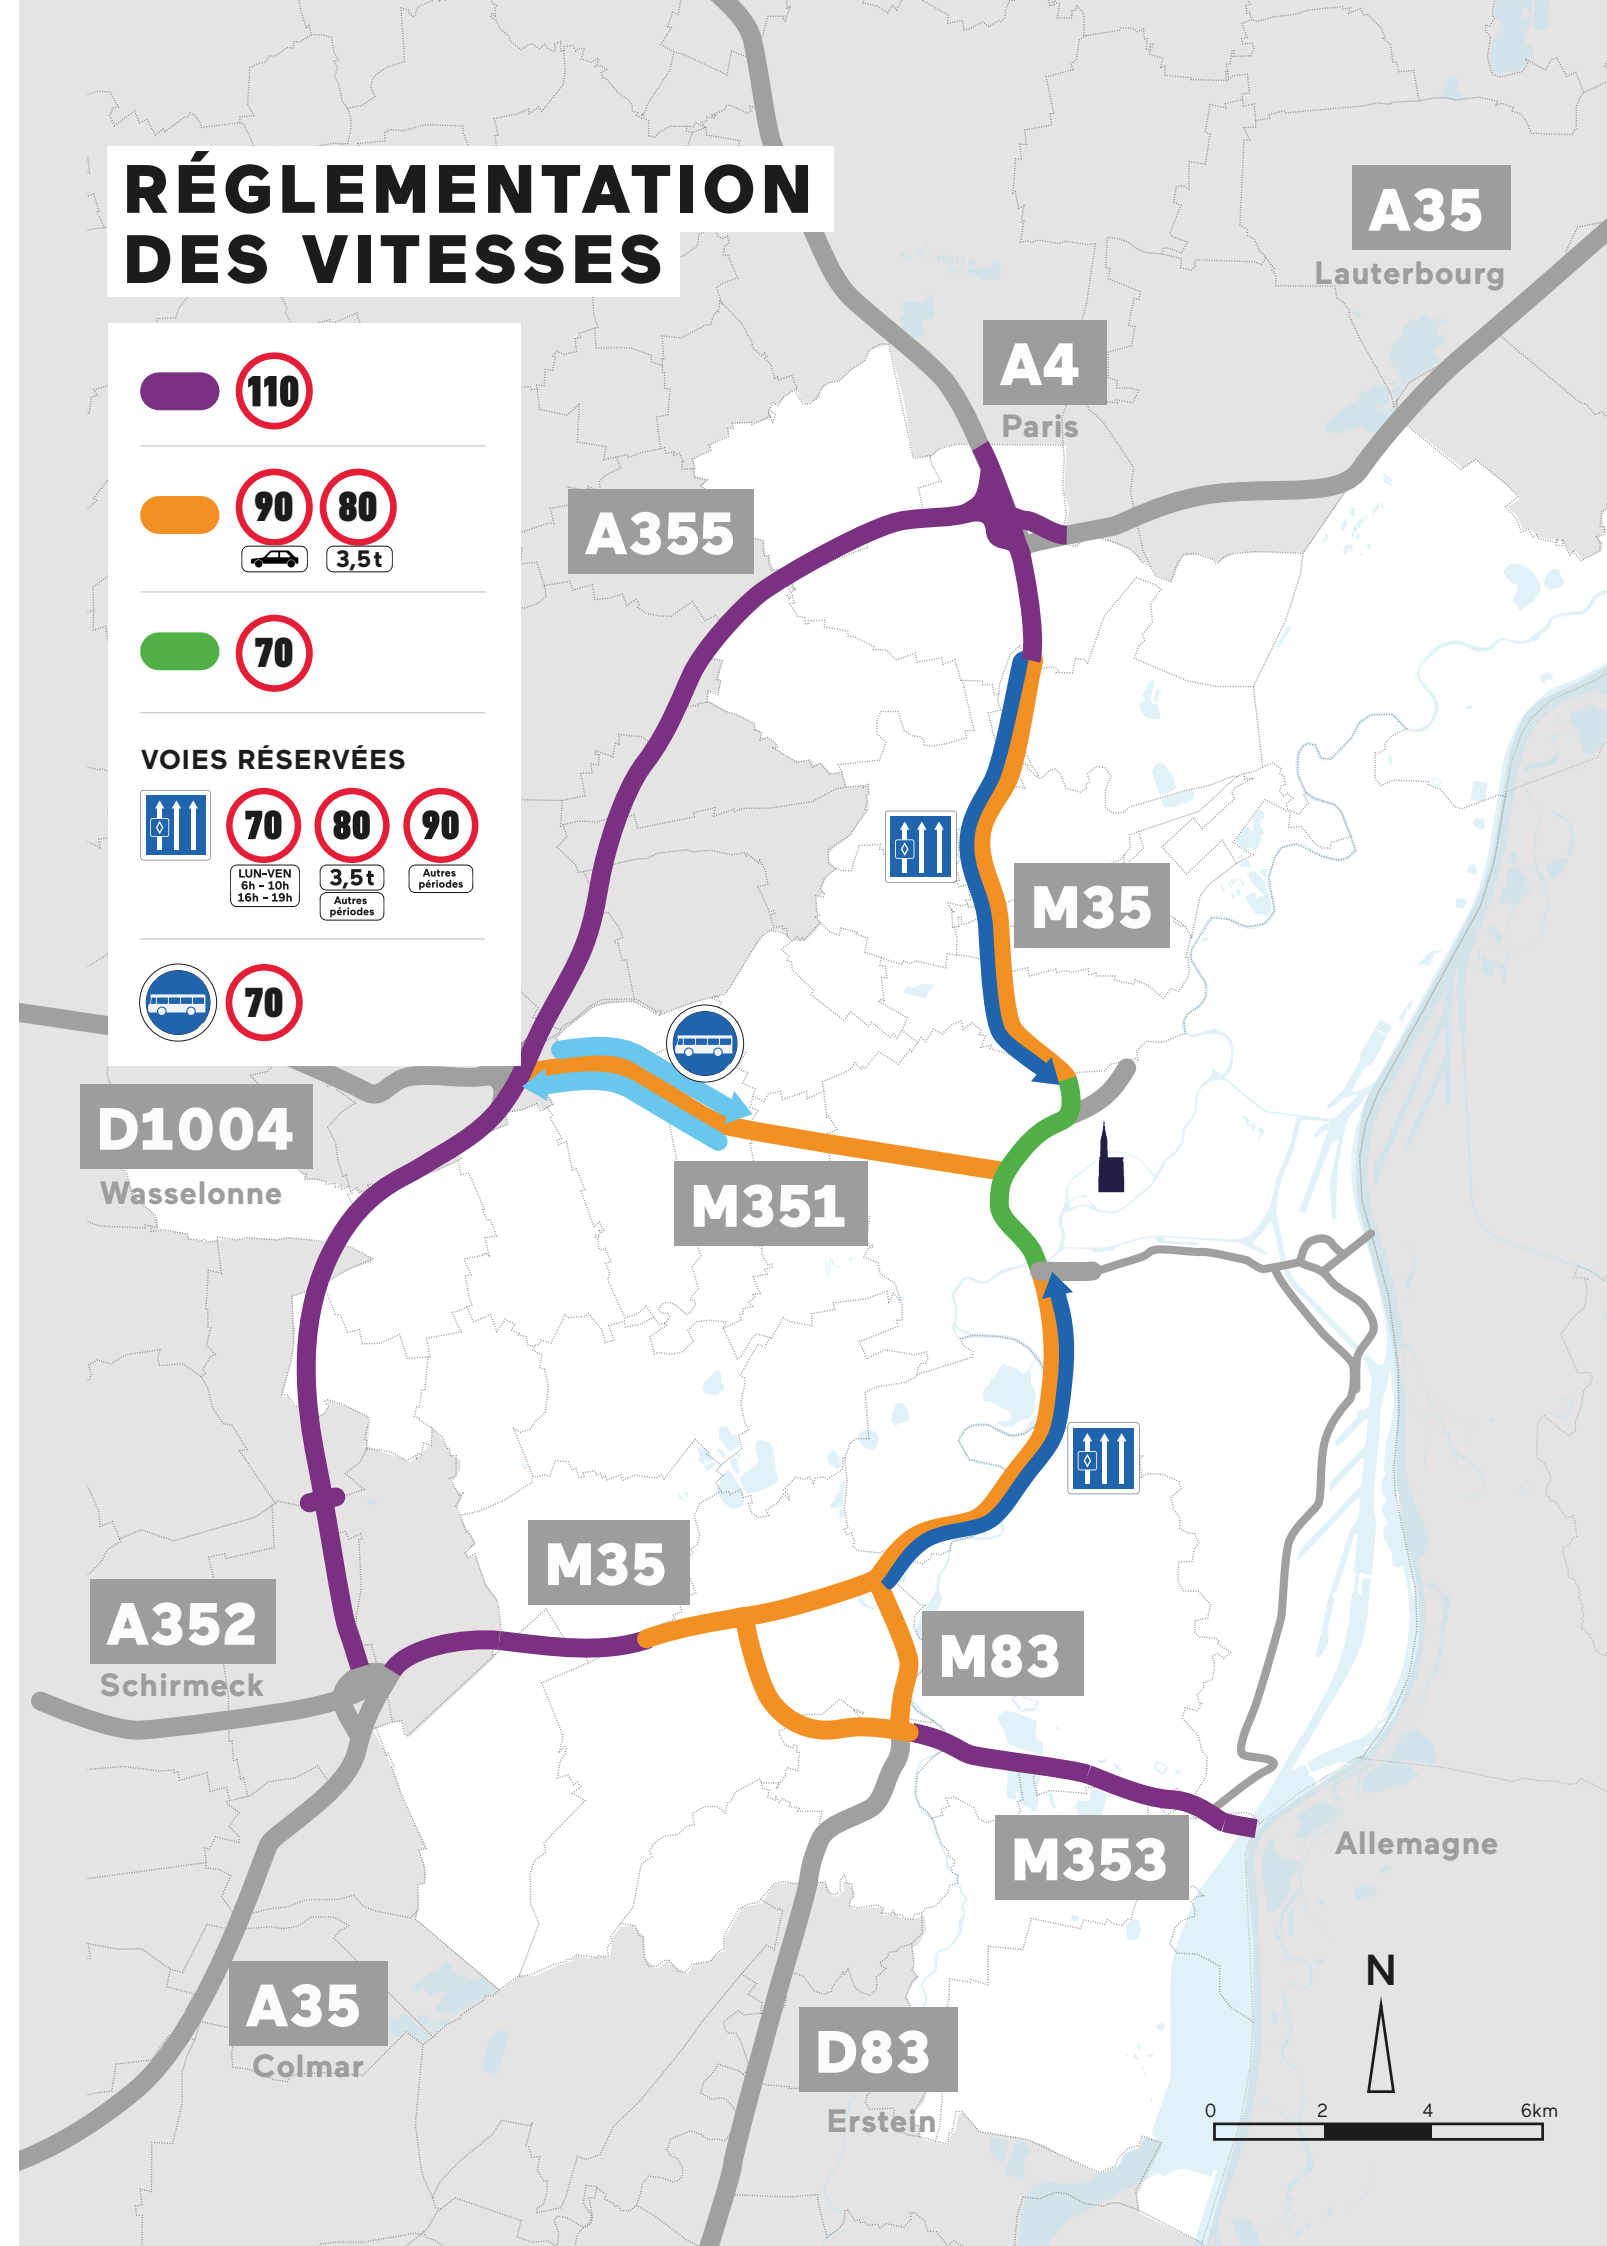 RÉGLEMENTATION
DES VITESSES
110
90 80
3,5t
70
VOIES RÉSERVÉES
70 80 90
LUN-VEN
6h - 10h
16h - 19h
3,5t
Autres
périodes
Autres
périodes
70
A35
Lauterbourg
A4
Paris
A355
M35
D1004
Wasselonne
M351
M35
A352
Schirmeck
M83
M353
Allemagne
A35
Colmar
D83
Erstein
N
0 2 4 6km